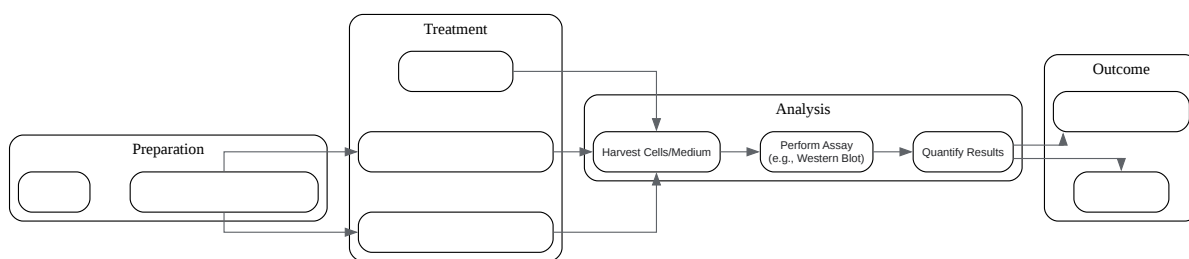 Treatment
Outcome
Analysis
Preparation
Harvest Cells/Medium
Perform Assay
(e.g., Western Blot)
Quantify Results